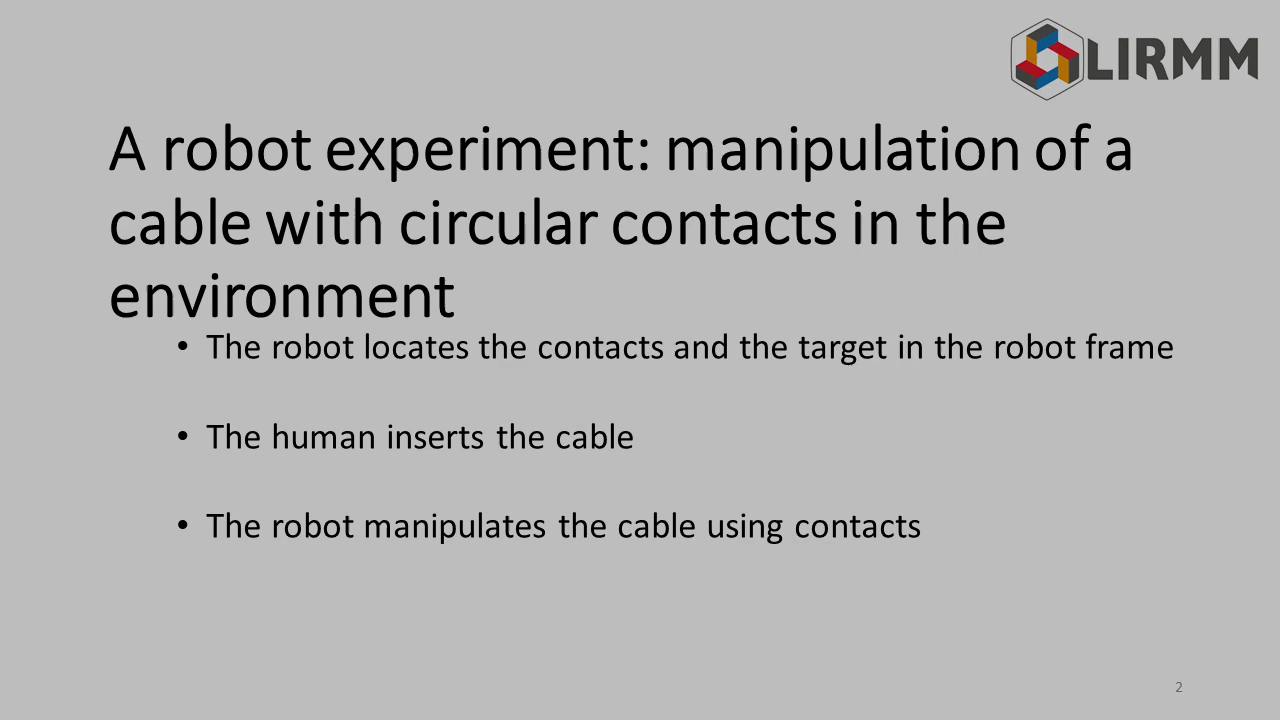 LIRMM
A robot experiment: manipulation of a
cable with circular contacts in the
environment
• The robot locates the contacts and the target in the robot frame
• The human inserts the cable
• The robot manipulates the cable using contacts
2